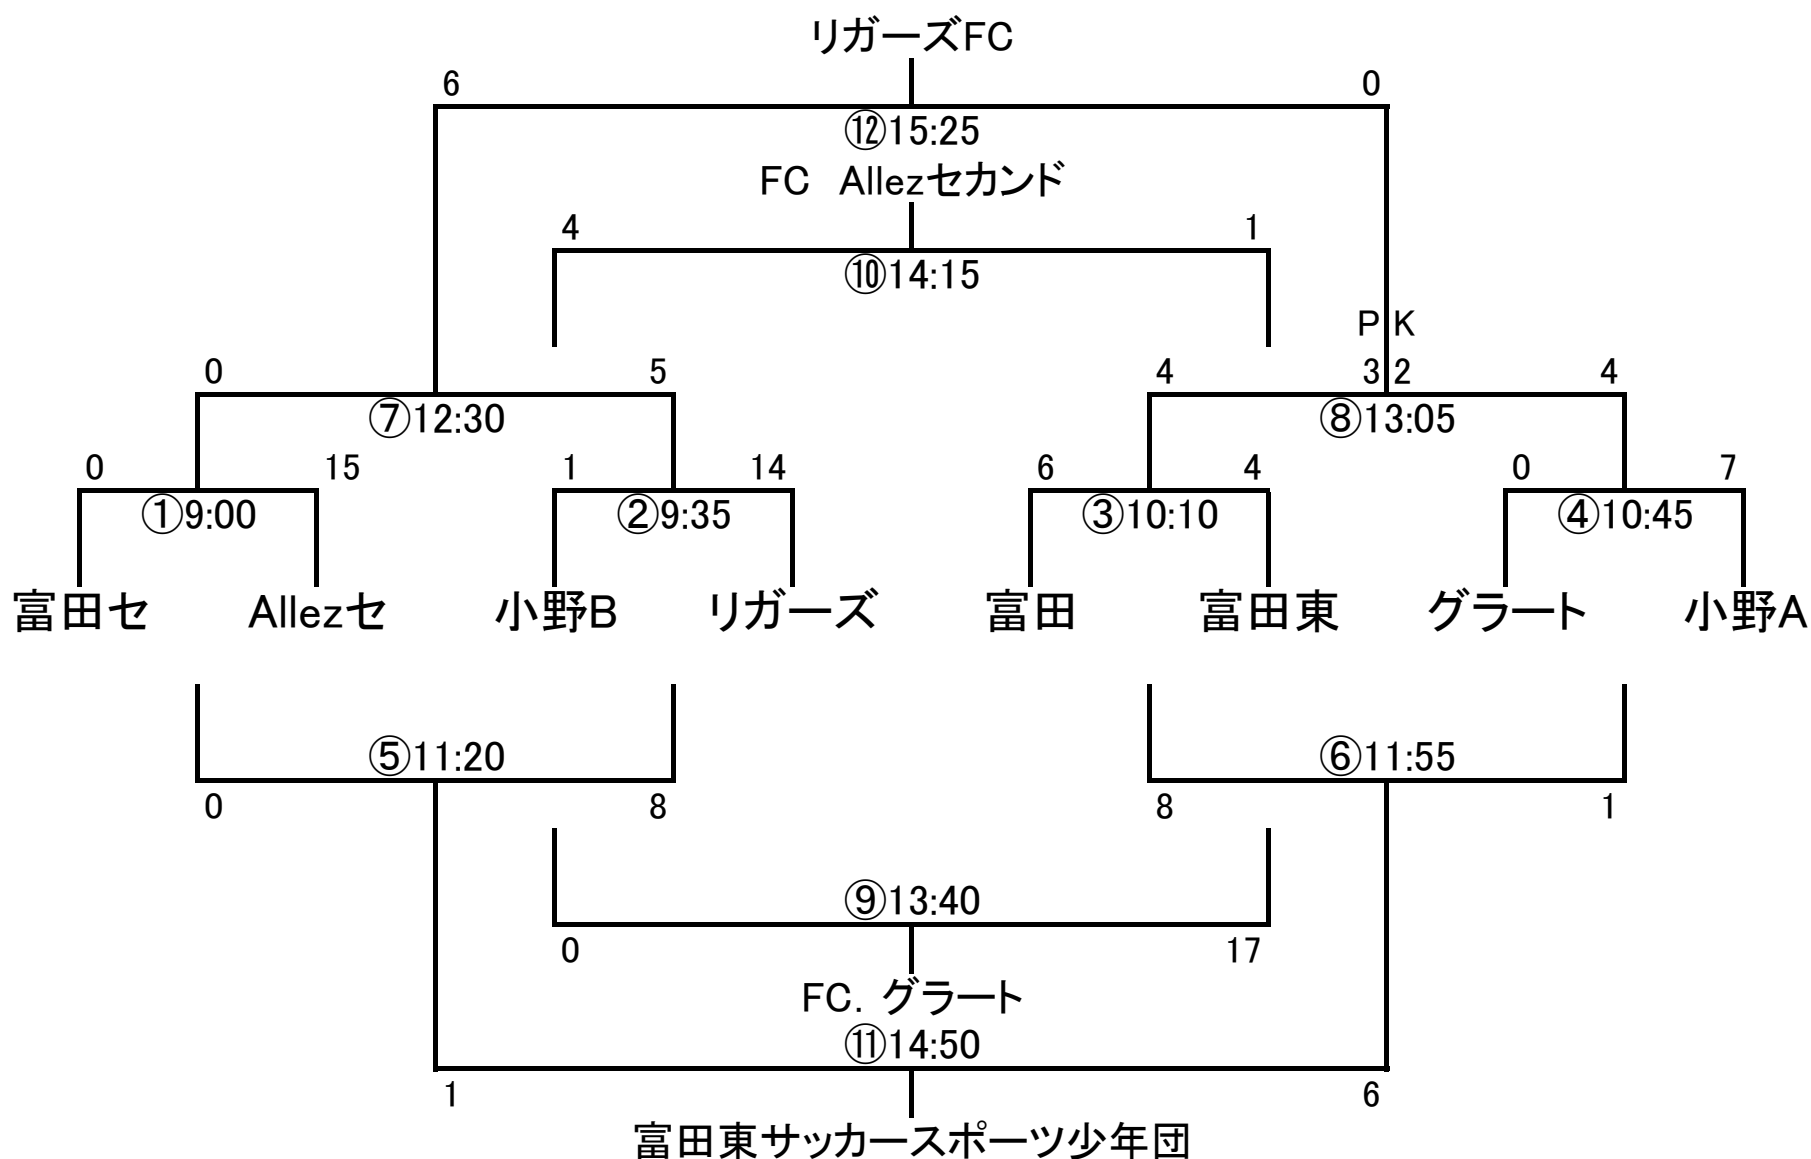 リガーズFC
6 0
⑫15:25
FC Allezセカンド
4 1
⑩14:15
PK
0 5 4 3 2 4
⑦12:30 ⑧13:05
0 15 1 14 6 4 0 7
①9:00 ②9:35 ③10:10 ④10:45
富田セ Allezセ 小野B リガーズ 富田 富田東 グラート 小野A
⑤11:20 ⑥11:55
0 8 8 1
⑨13:40
0 17
FC. グラート
⑪14:50
1 6
富田東サッカースポーツ少年団